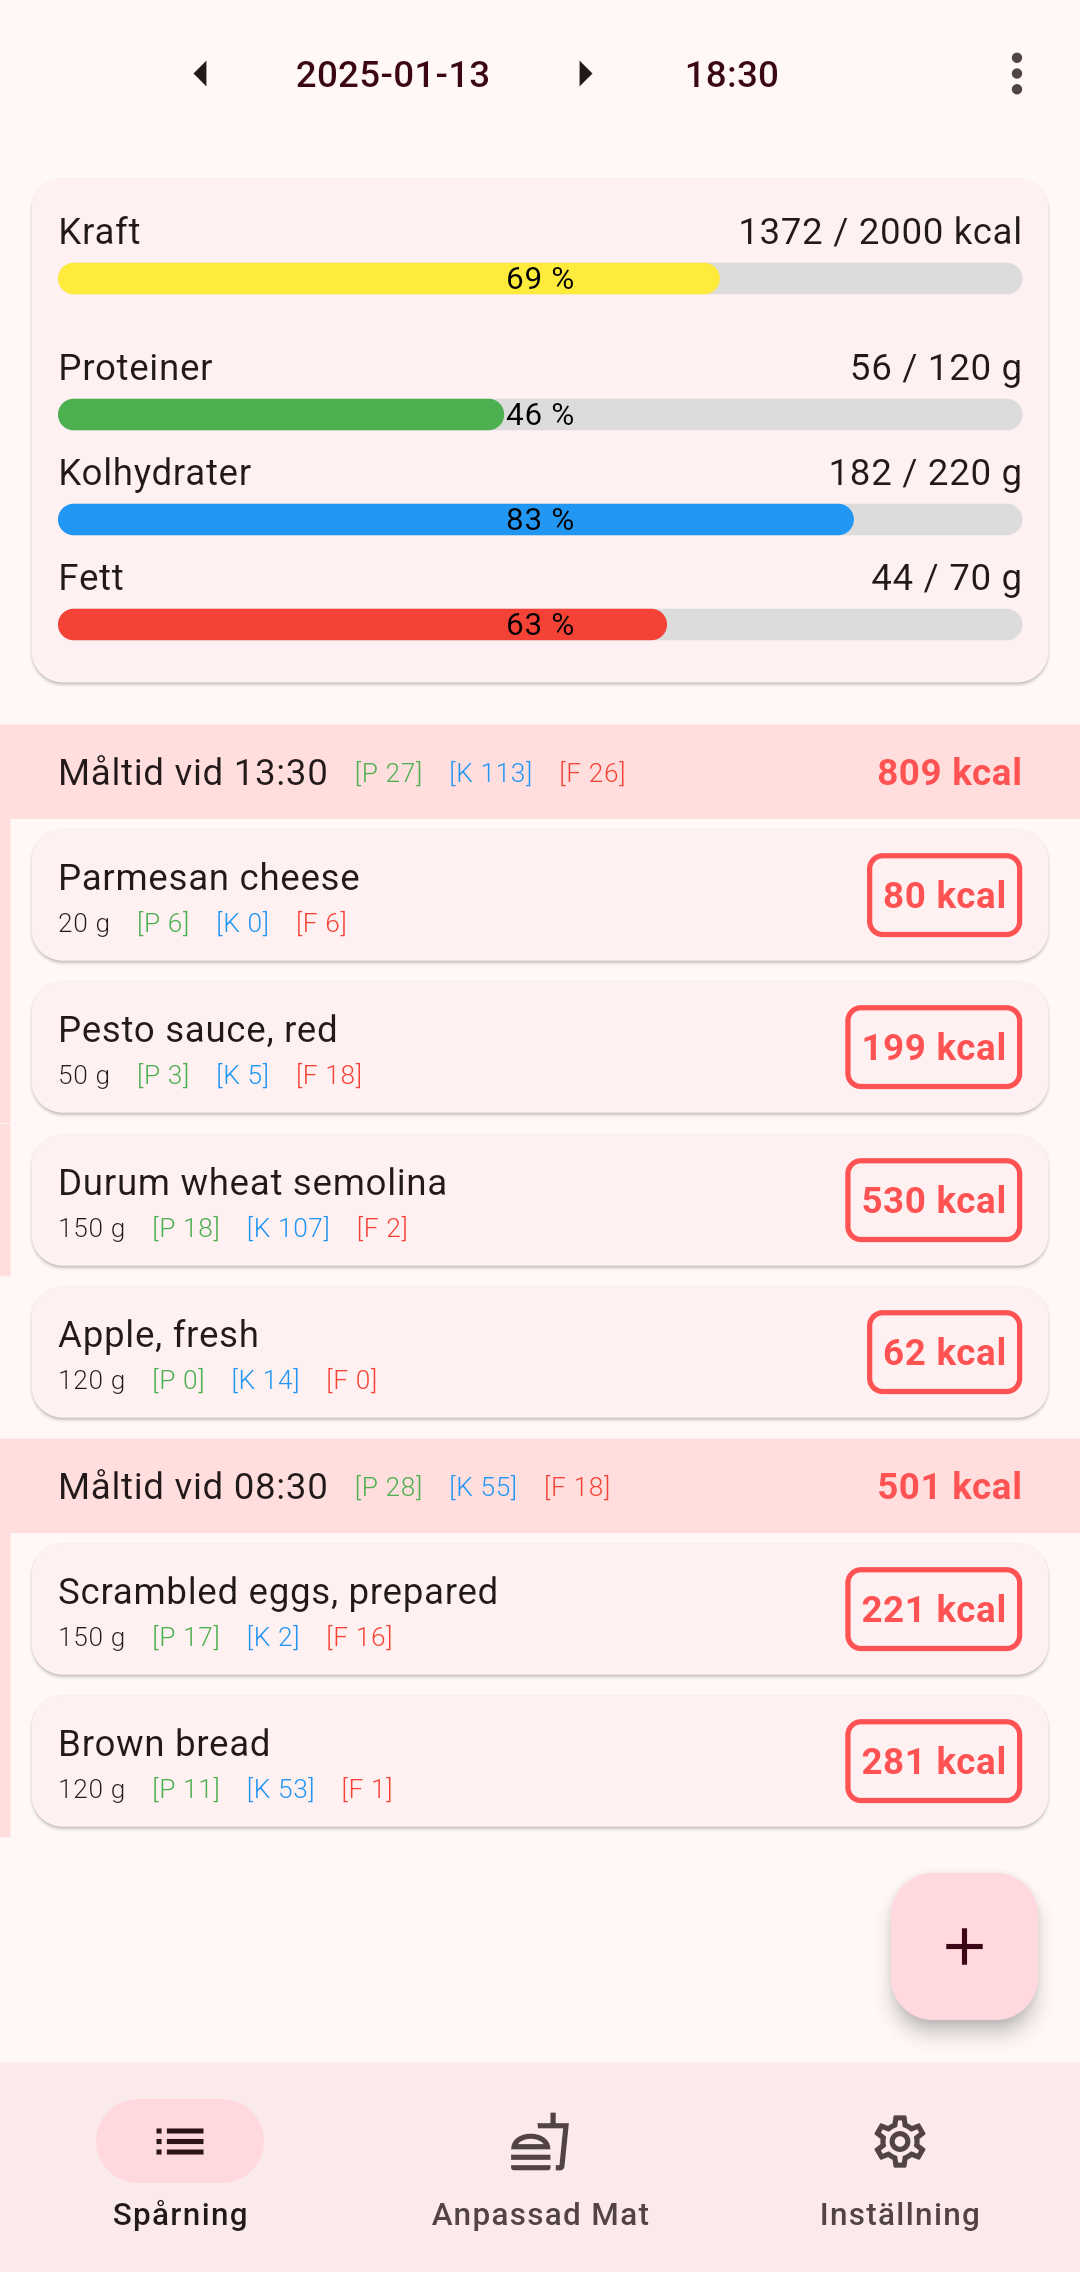 2025-01-13 18:30
Kraft 1372 / 2000 kcal
69 %
Proteiner 56 / 120 g
46 %
Kolhydrater 182 / 220 g
83 %
Fett 44 / 70 g
63 %
Måltid vid 13:30 [P 27] [K 113] [F 26] 809 kcal
Parmesan cheese
20 g [P 6] [K 0] [F 6]
80 kcal
Pesto sauce, red
50 g [P 3] [K 5] [F 18]
199 kcal
Durum wheat semolina
150 g [P 18] [K 107] [F 2]
530 kcal
Apple, fresh
120 g [P 0] [K 14] [F 0]
62 kcal
Måltid vid 08:30 [P 28] [K 55] [F 18] 501 kcal
Scrambled eggs, prepared
150 g [P 17] [K 2] [F 16]
221 kcal
Brown bread
120 g [P 11] [K 53] [F 1]
281 kcal
+
Spårning Anpassad Mat Inställning